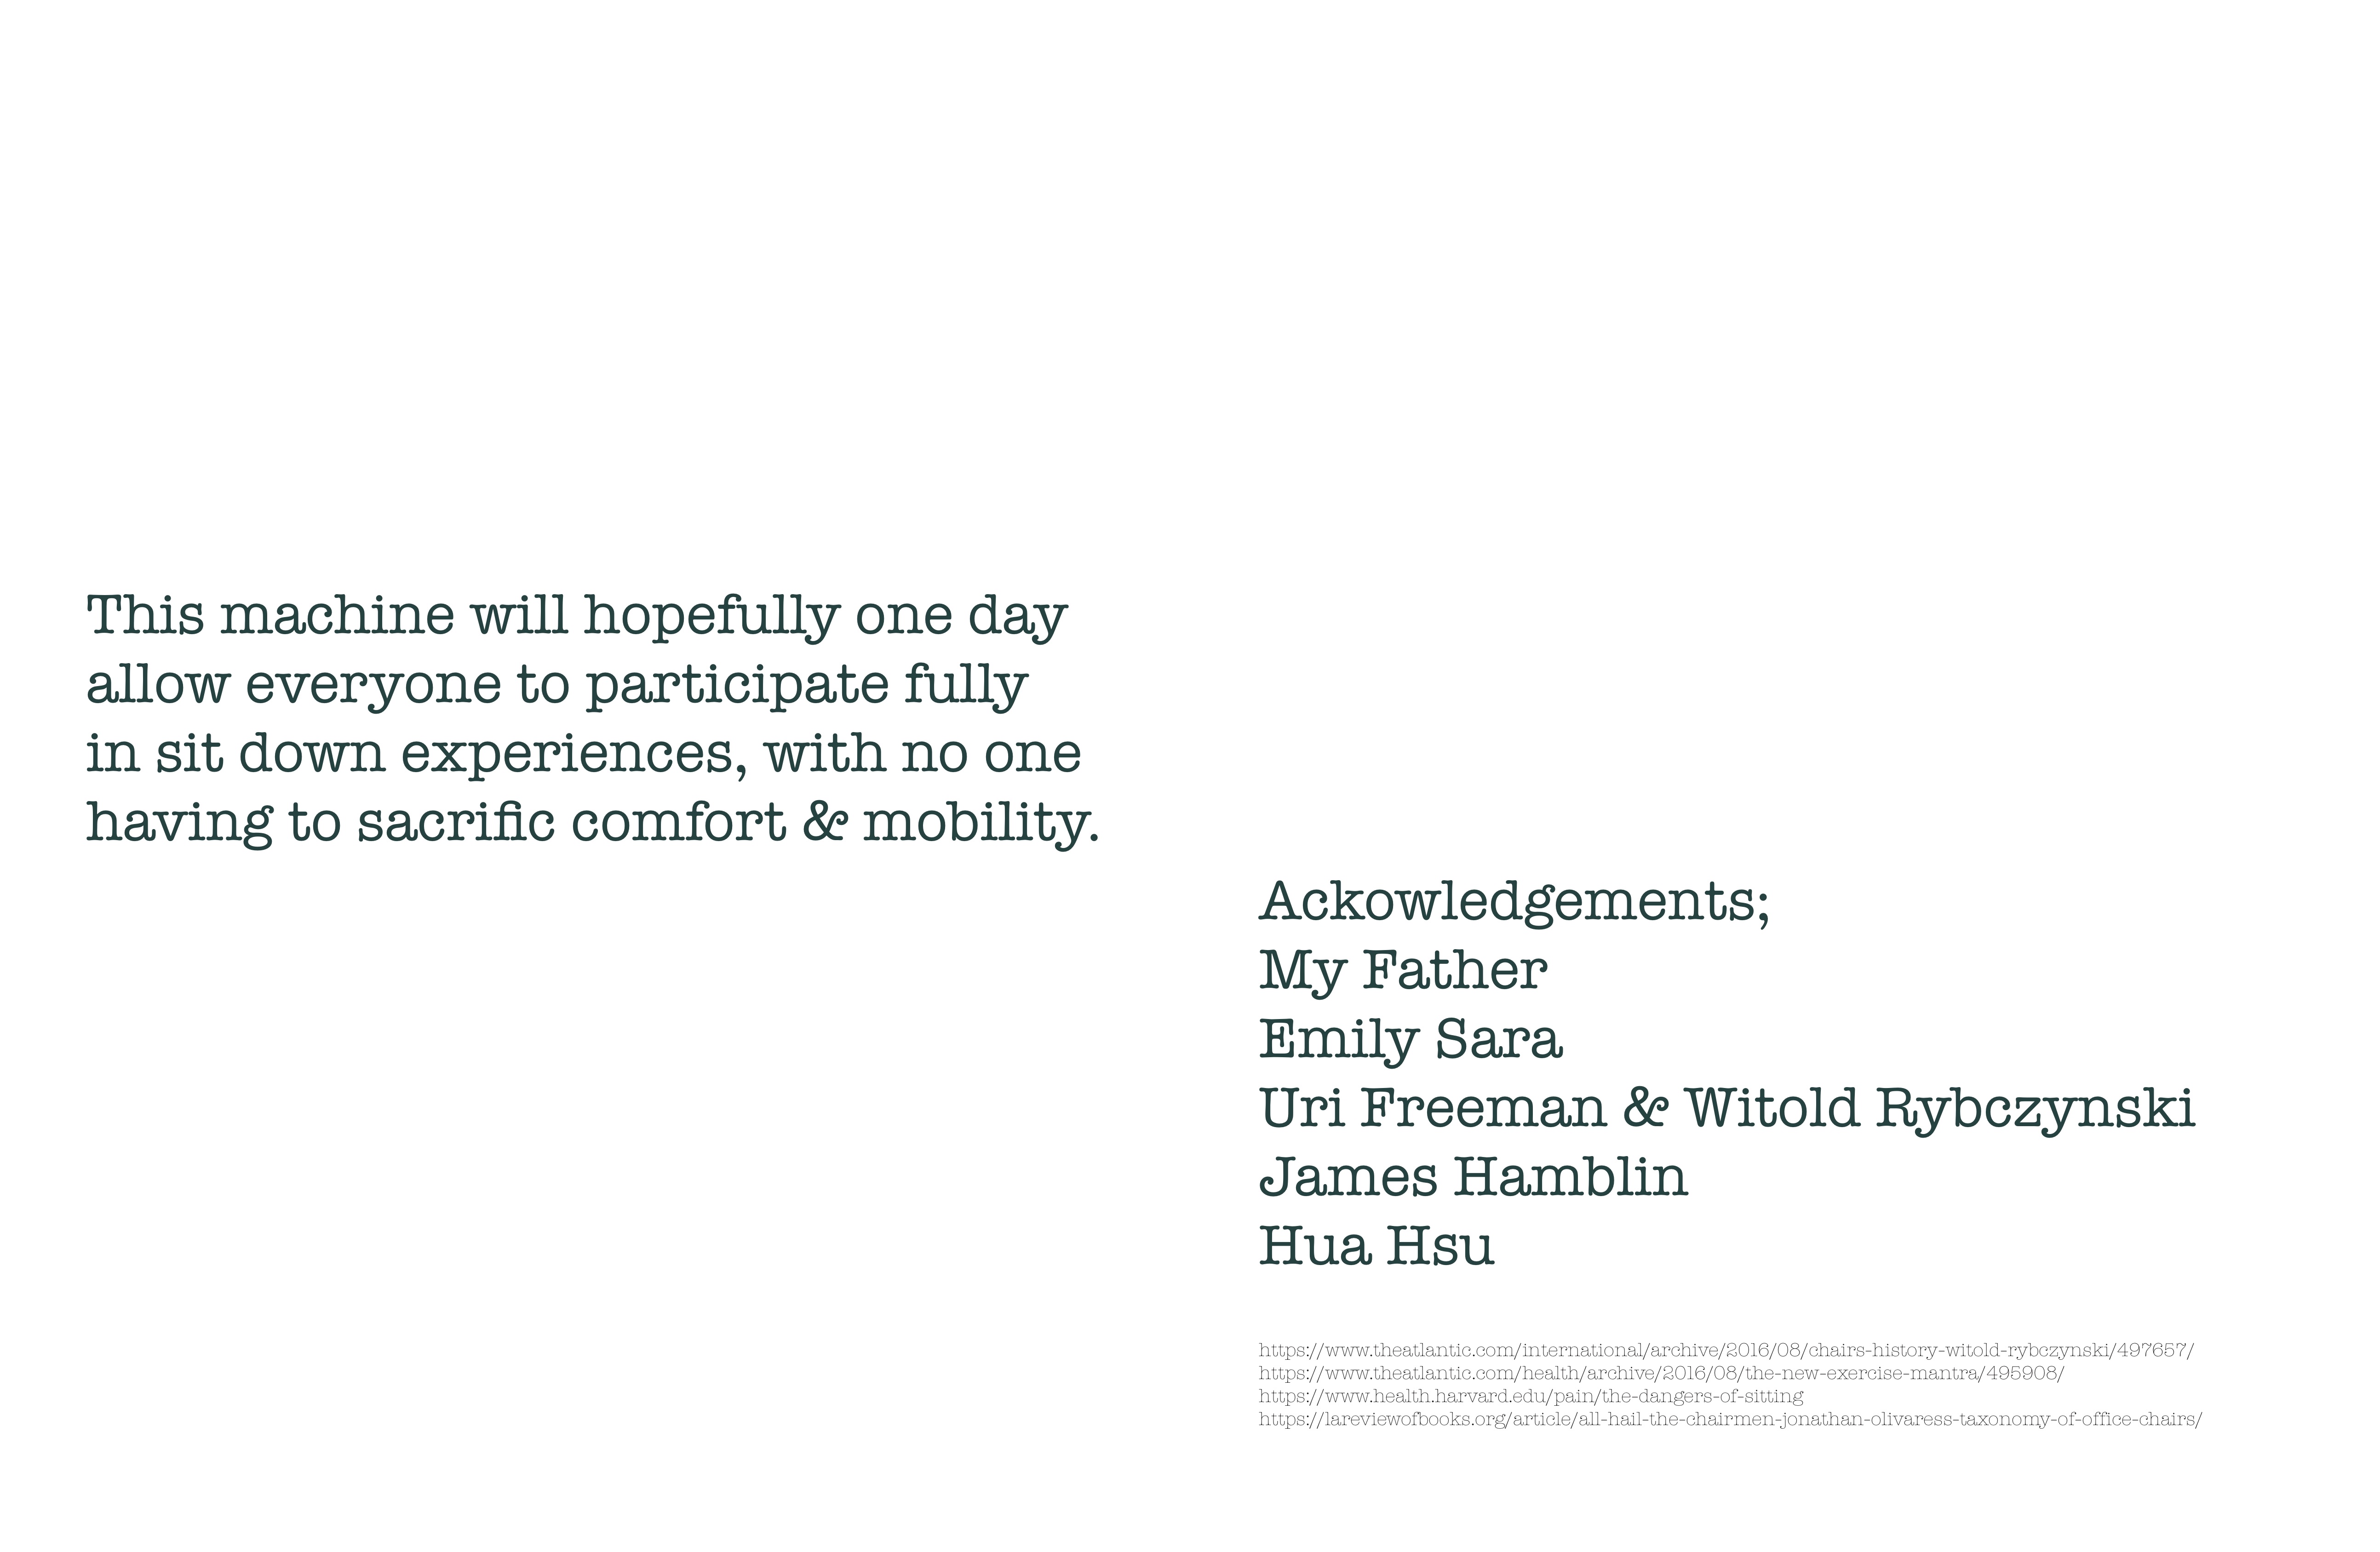 This machine will hopefully one day
allow everyone to participate fully
in sit down experiences, with no one
having to sacrific comfort & mobility.
Ackowledgements;
My Father
Emily Sara
Uri Freeman & Witold Rybczynski
James Hamblin
Hua Hsu
https://www.theatlantic.com/international/archive/2016/08/chairs-history-witold-rybczynski/497657/
https://www.theatlantic.com/health/archive/2016/08/the-new-exercise-mantra/495908/
https://www.health.harvard.edu/pain/the-dangers-of-sitting
https://lareviewofbooks.org/article/all-hail-the-chairmen-jonathan-olivaress-taxonomy-of-office-chairs/